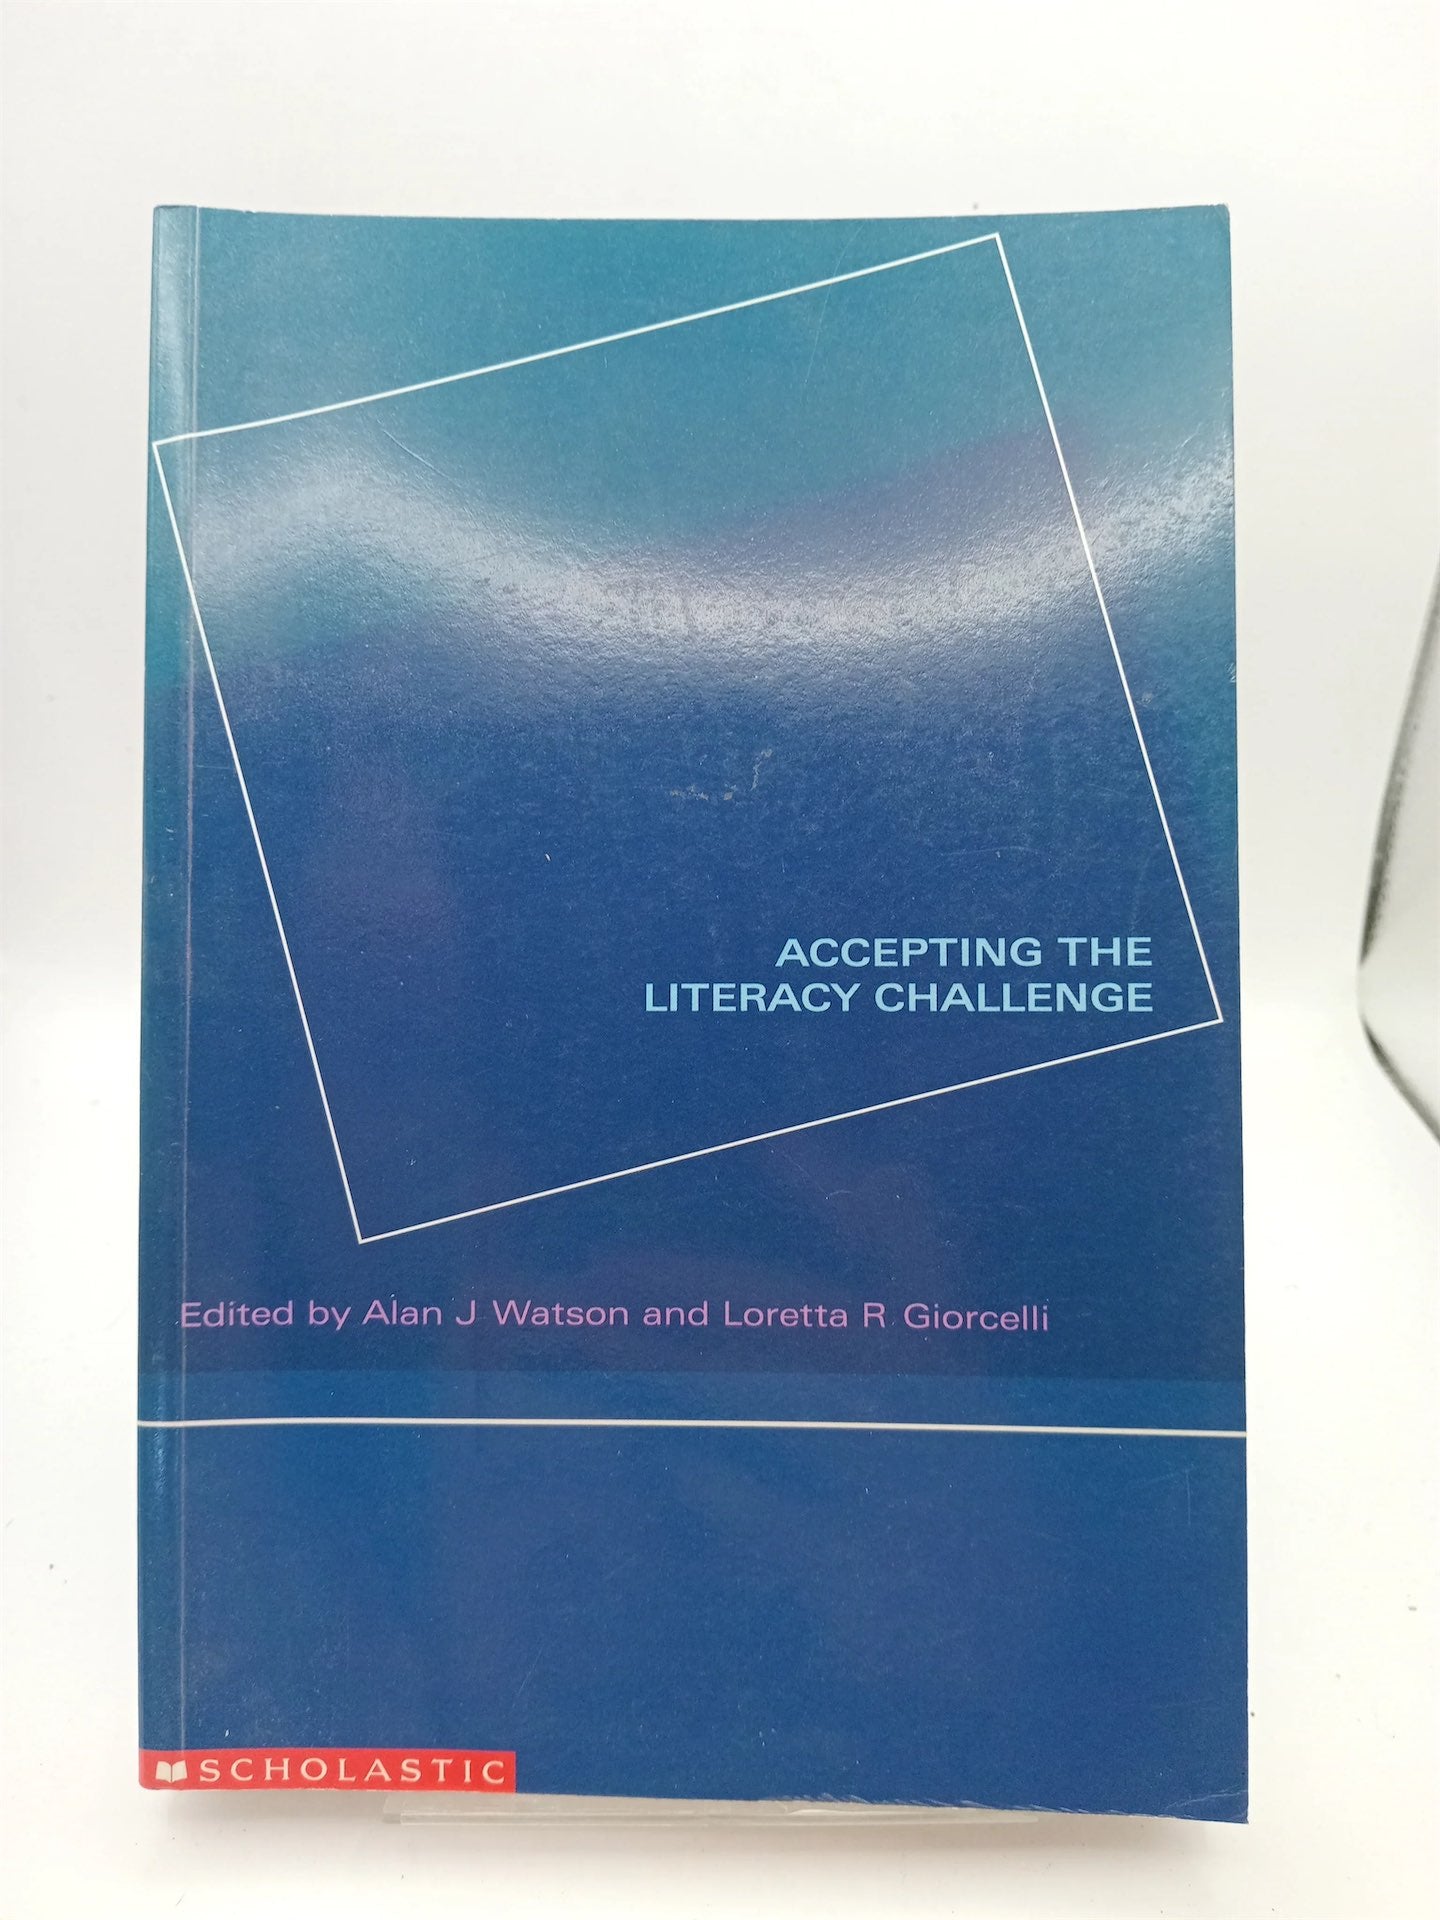 ACCEPTING THE
LITERACY CHALLENGE
Edited by Alan J Watson and Loretta R Giorcelli
SCHOLASTIC